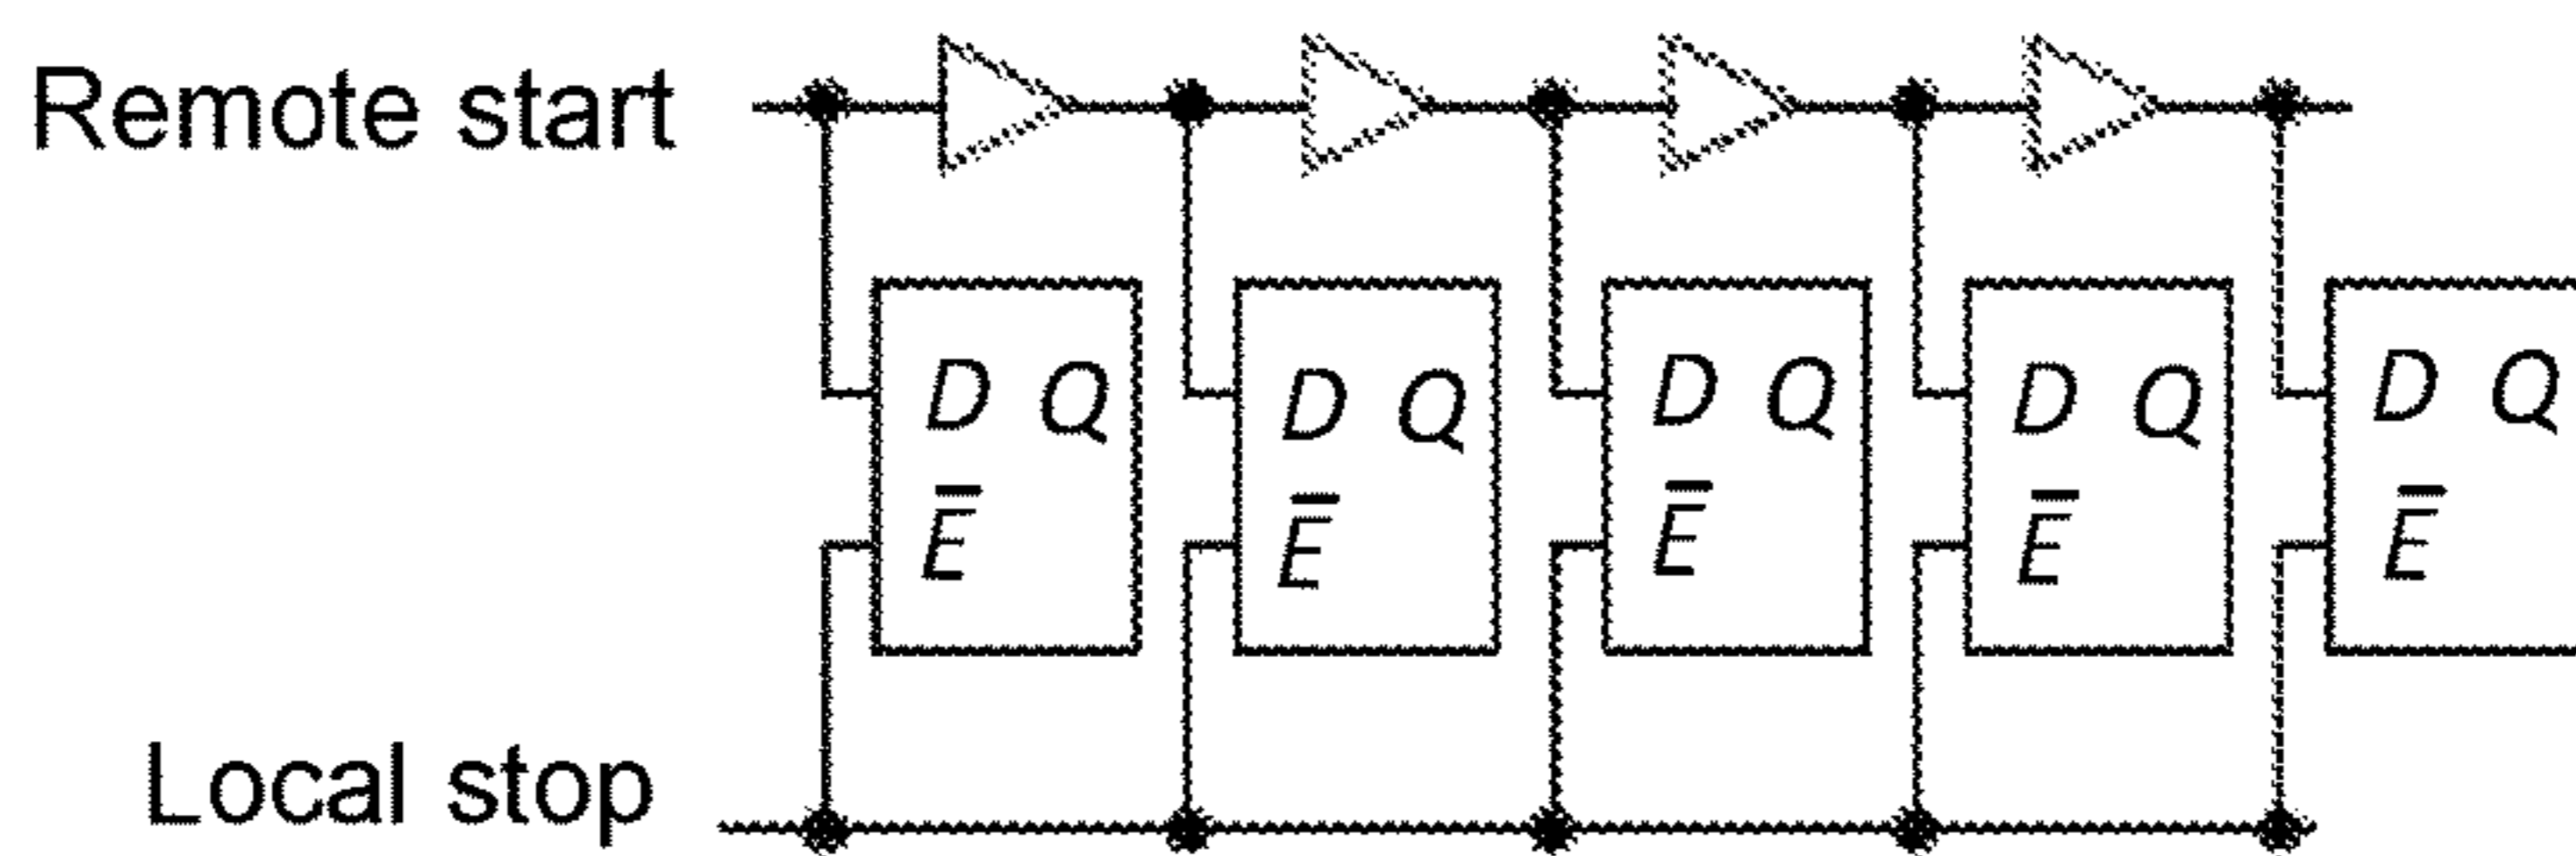 Remote start
D Q D Q D Q D Q D Q
E̅ E̅ E̅ E̅ E̅
Local stop